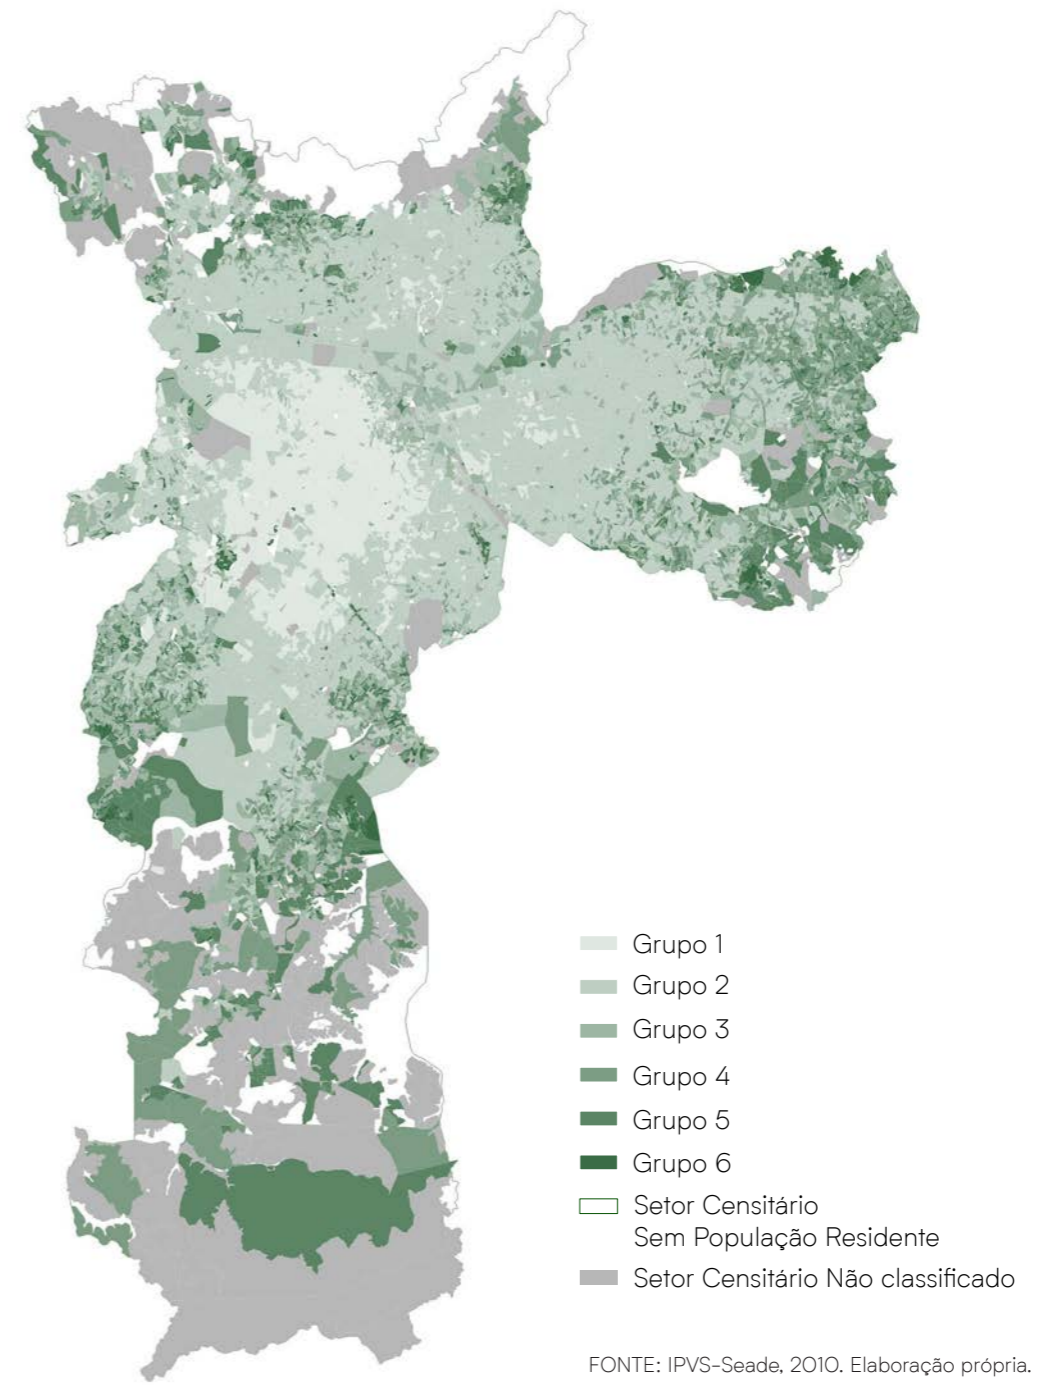 Grupo 1
Grupo 2
Grupo 3
Grupo 4
Grupo 5
Grupo 6
Setor Censitário
Sem População Residente
Setor Censitário Não classificado
FONTE: IPVS-Seade, 2010. Elaboração própria.